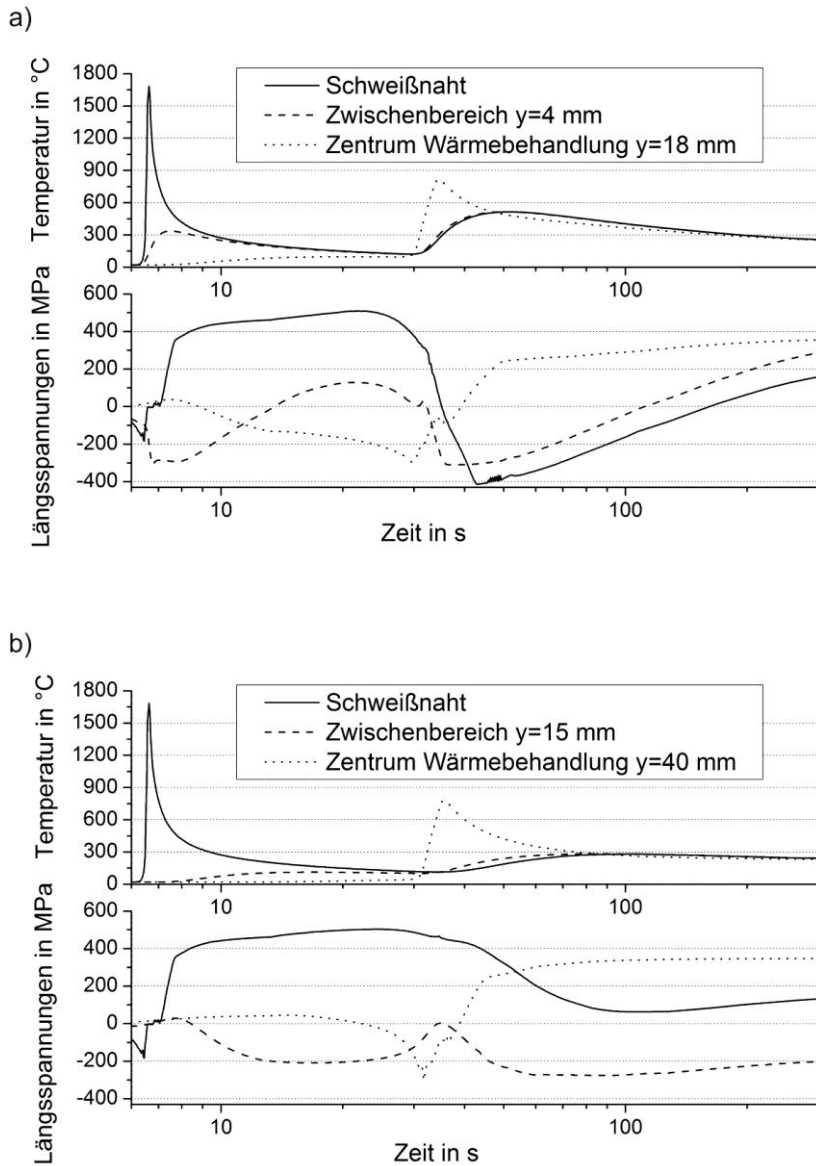 a)
Temperatur in °C
1800
1500
1200
900
600
300
0
Schweißnaht
Zwischenbereich y=4 mm
Zentrum Wärmebehandlung y=18 mm
10
100
Längsspannungen in MPa
600
400
200
0
-200
-400
10
100
Zeit in s
b)
Temperatur in °C
1800
1500
1200
900
600
300
0
Schweißnaht
Zwischenbereich y=15 mm
Zentrum Wärmebehandlung y=40 mm
10
100
Längsspannungen in MPa
600
400
200
0
-200
-400
10
100
Zeit in s